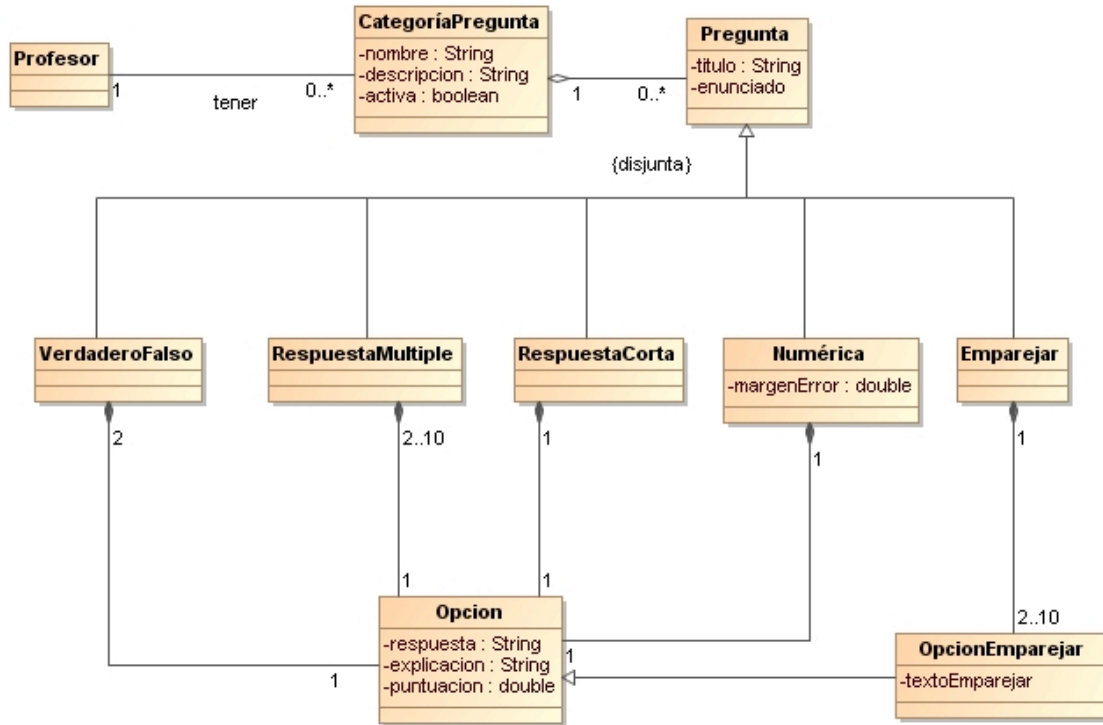 Profesor
1
tener
0..*
CategoríaPregunta
-nombre : String
-descripcion : String
-activa : boolean
1
0..*
Pregunta
-titulo : String
-enunciado
{disjunta}
VerdaderoFalso
RespuestaMultiple
RespuestaCorta
Numérica
-margenError : double
Emparejar
2
2..10
1
1
1
1
1
1
1
2..10
Opcion
-respuesta : String
-explicacion : String
-puntuacion : double
OpcionEmparejar
-textoEmparejar